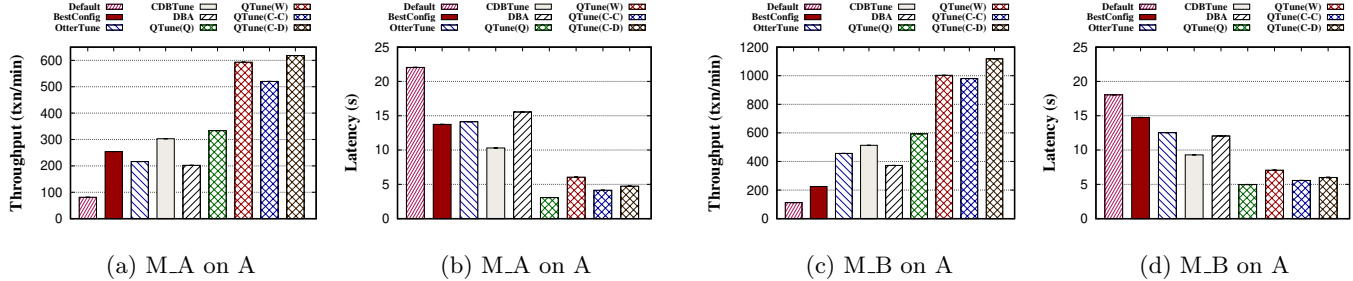 Default
BestConfig
OtterTune
CDBTune
DBA
QTune(Q)
QTune(W)
QTune(C-C)
QTune(C-D)
Throughput (txn/min)
600
500
400
300
200
100
0
(a) M_A on A
Default
BestConfig
OtterTune
CDBTune
DBA
QTune(Q)
QTune(W)
QTune(C-C)
QTune(C-D)
Latency (s)
25
20
15
10
5
0
(b) M_A on A
Default
BestConfig
OtterTune
CDBTune
DBA
QTune(Q)
QTune(W)
QTune(C-C)
QTune(C-D)
Throughput (txn/min)
1200
1000
800
600
400
200
0
(c) M_B on A
Default
BestConfig
OtterTune
CDBTune
DBA
QTune(Q)
QTune(W)
QTune(C-C)
QTune(C-D)
Latency (s)
25
20
15
10
5
0
(d) M_B on A